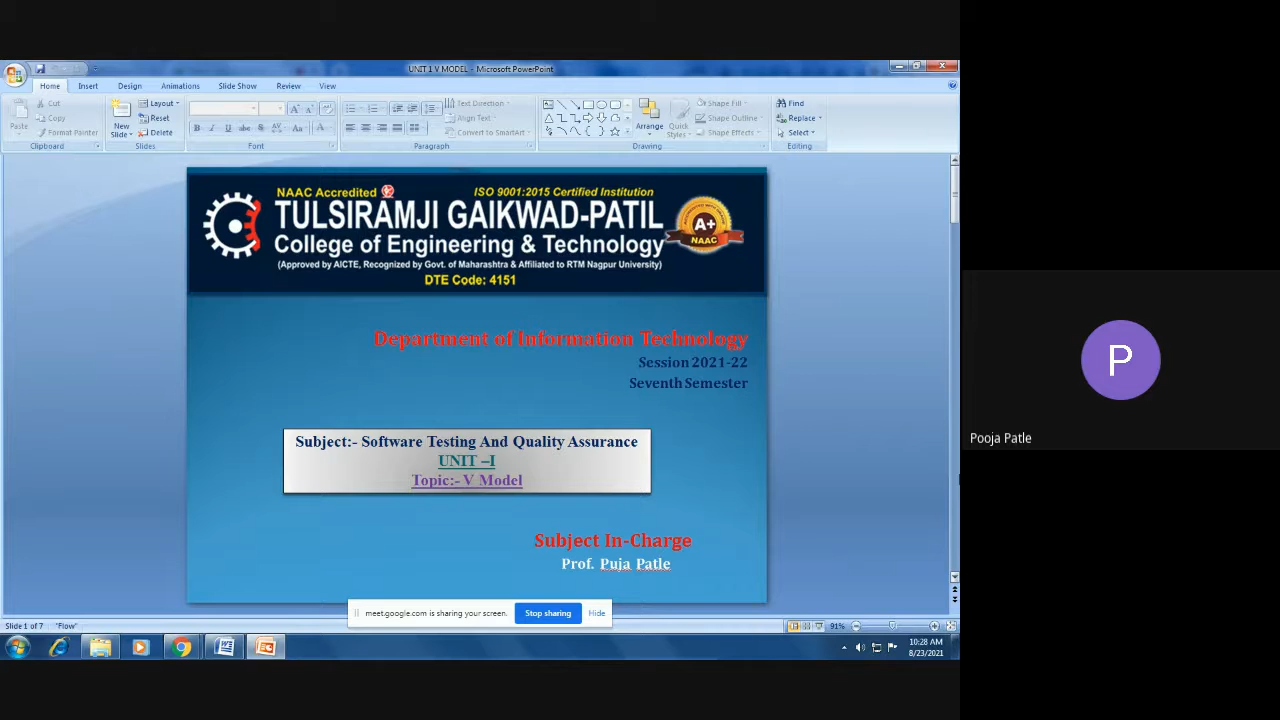 UNIT 1 V MODEL - Microsoft PowerPoint
Home Insert Design Animations Slide Show Review View
Paste
Cut
Copy
Format Painter
Clipboard
New Slide
Layout
Reset
Delete
Slides
Font
Text Direction
Align Text
Convert to SmartArt
Paragraph
Arrange
Quick Styles
Shape Fill
Shape Outline
Shape Effects
Drawing
Find
Replace
Select
Editing
NAAC Accredited
ISO 9001:2015 Certified Institution
TULSIRAMJI GAIKWAD-PATIL
College of Engineering & Technology
(Approved by AICTE, Recognized by Govt. of Maharashtra & Affiliated to RTM Nagpur University)
DTE Code: 4151
A+
NAAC
Department of Information Technology
Session 2021-22
Seventh Semester
Subject:- Software Testing And Quality Assurance
UNIT –I
Topic:- V Model
Subject In-Charge
Prof. Puja Patle
P
Pooja Patle
meet.google.com is sharing your screen. Stop sharing Hide
Slide 1 of 7 "Flow" 91%
10:28 AM
8/23/2021